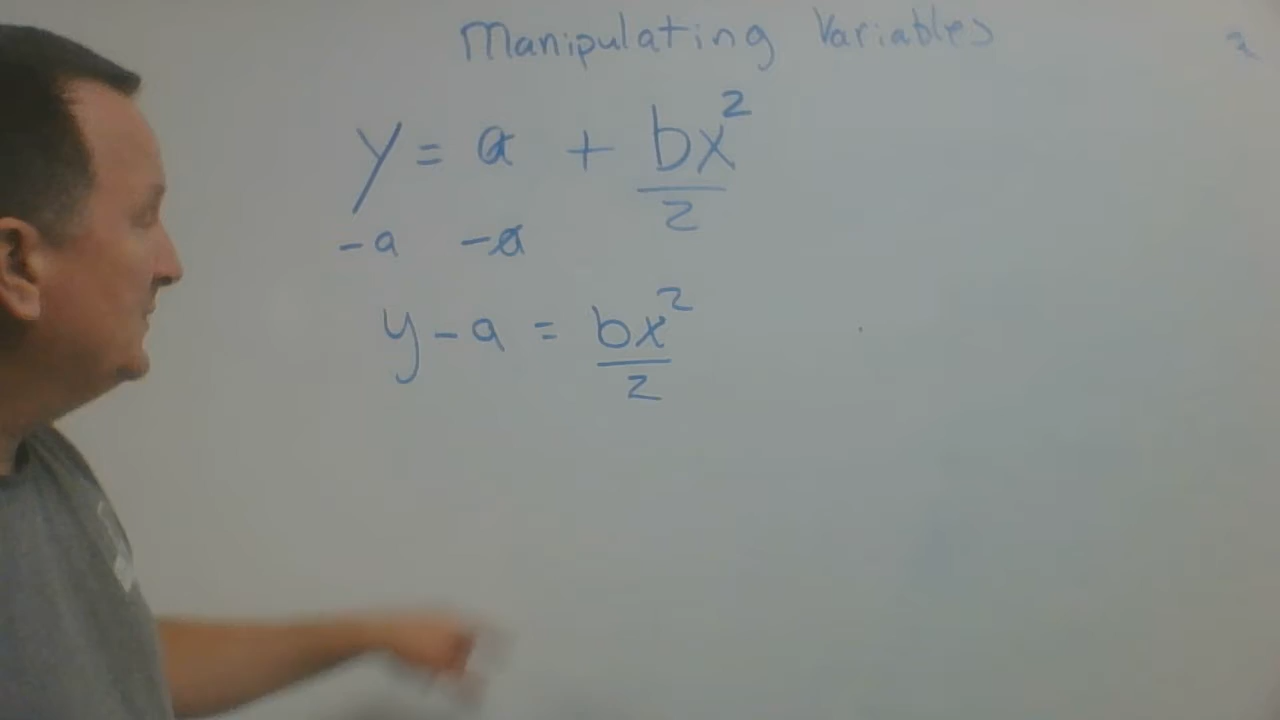 Manipulating Variables
y = a + bx²/2
-a -a
y - a = bx²/2